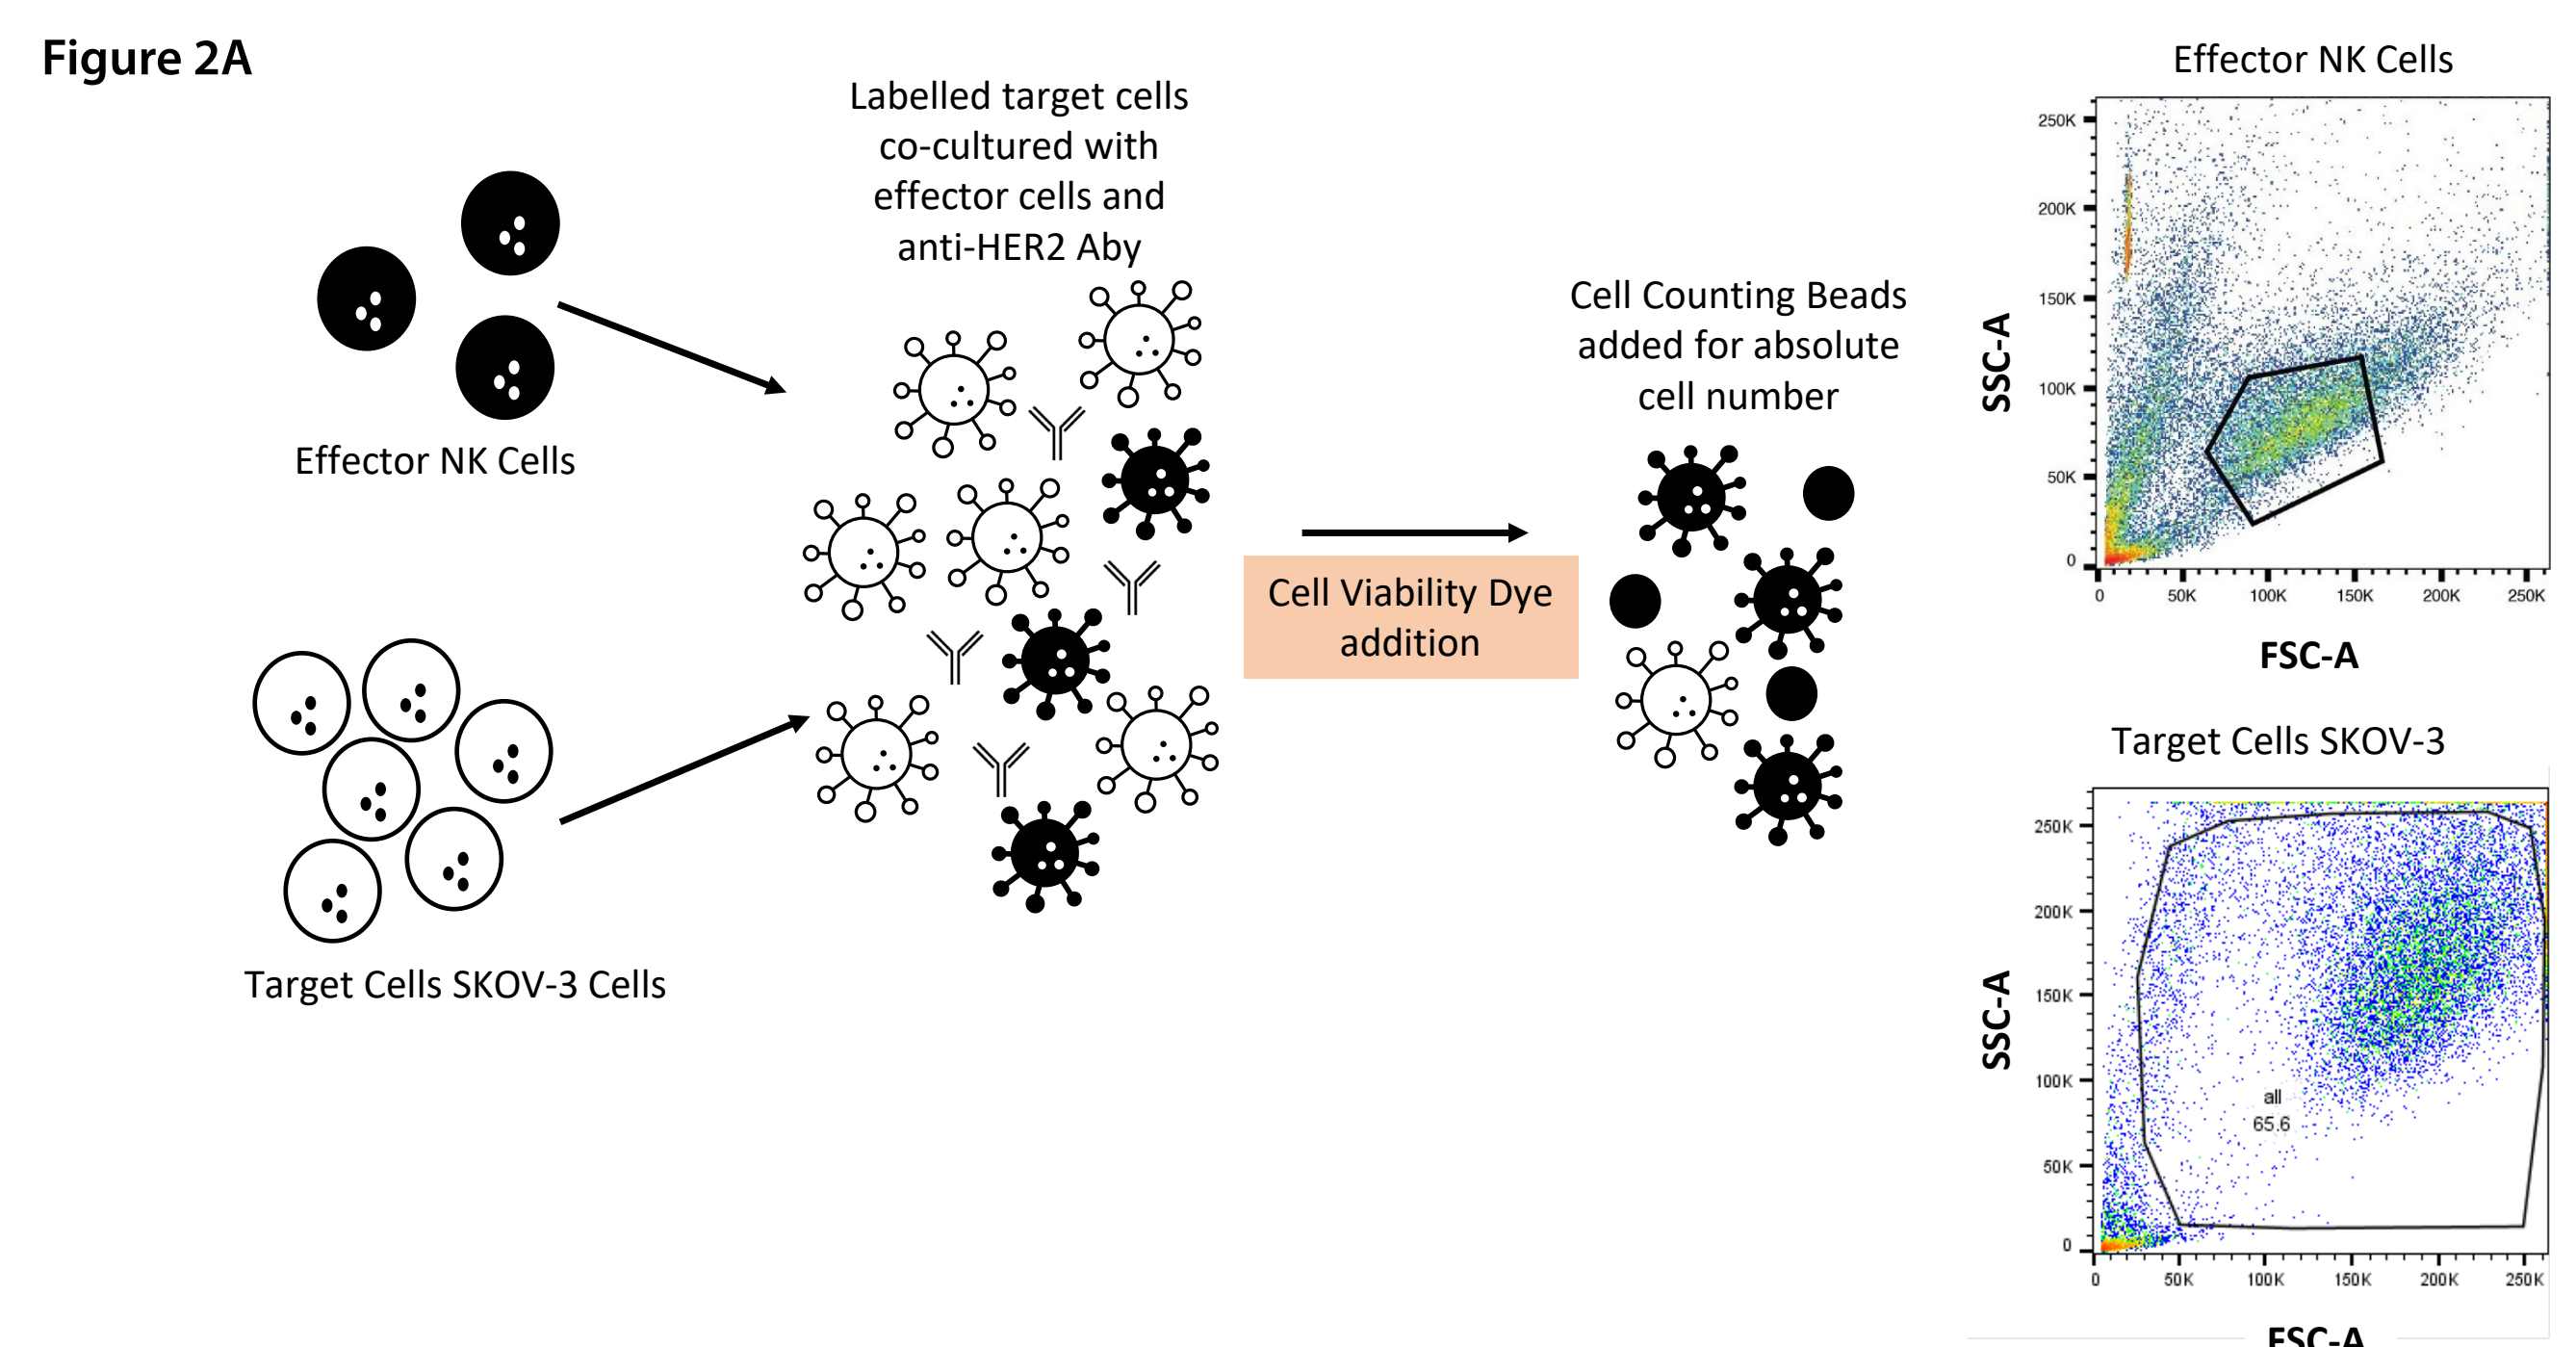 Figure 2A
Effector NK Cells
Target Cells SKOV-3 Cells
Labelled target cells
co-cultured with
effector cells and
anti-HER2 Aby
Cell Viability Dye
addition
Cell Counting Beads
added for absolute
cell number
Effector NK Cells
SSC-A
250K
200K
150K
100K
50K
0
0 50K 100K 150K 200K 250K
FSC-A
Target Cells SKOV-3
SSC-A
250K
200K
150K
100K
50K
0
all
65.6
0 50K 100K 150K 200K 250K
FSC-A